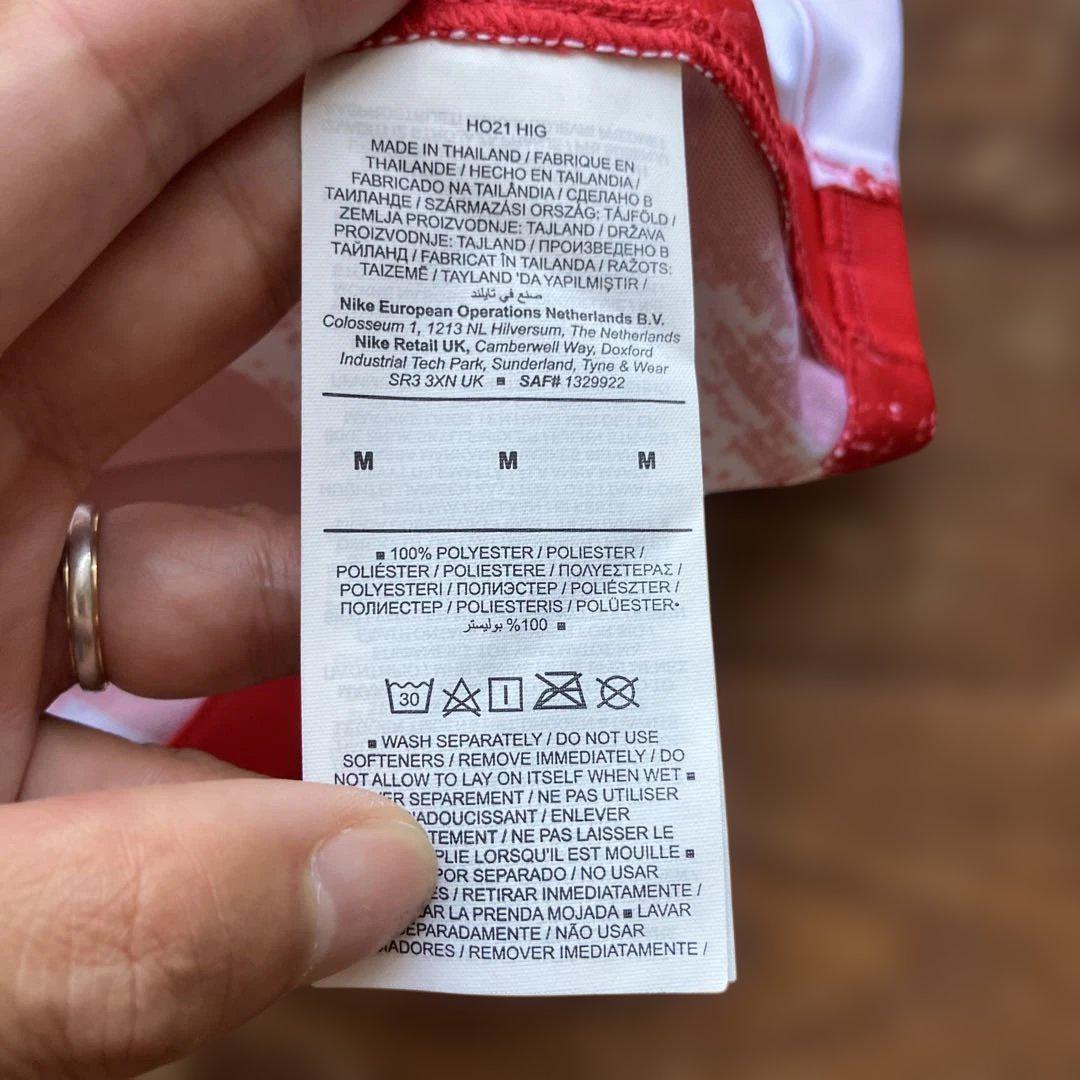 HO21 HIG
MADE IN THAILAND / FABRIQUE EN
THAILANDE / HECHO EN TAILANDIA /
FABRICADO NA TAILÂNDIA / СДЕЛАНО В
ТАИЛАНДЕ / SZÁRMAZÁSI ORSZÁG: TÁJFÖLD /
ZEMLJA PROIZVODNJE: TAJLAND / DRŽAVA
PROIZVODNJE: TAJLAND / ПРОИЗВЕДЕНО В
ТАЙЛАНД / FABRICAT ÎN TAILANDA / RAŽOTS:
TAIZEMĒ / TAYLAND 'DA YAPILMIŞTIR /
صنع في تايلند
Nike European Operations Netherlands B.V.
Colosseum 1, 1213 NL Hilversum, The Netherlands
Nike Retail UK, Camberwell Way, Doxford
Industrial Tech Park, Sunderland, Tyne & Wear
SR3 3XN UK ▪ SAF# 1329922
M M M
▪ 100% POLYESTER / POLIESTER /
POLIÉSTER / POLIESTERE / ΠΟΛΥΕΣΤΕΡΑΣ /
POLYESTERI / ПОЛИЭСТЕР / POLIÉSZTER /
ПОЛИЕСТЕР / POLIESTERIS / POLÜESTER•
▪ 100% بوليستر
30
▪ WASH SEPARATELY / DO NOT USE
SOFTENERS / REMOVE IMMEDIATELY / DO
NOT ALLOW TO LAY ON ITSELF WHEN WET ▪
SEPAREMENT / NE PAS UTILISER
ADOUCISSANT / ENLEVER
/ NE PAS LAISSER LE
LORSQU'IL EST MOUILLE ▪
POR SEPARADO / NO USAR
/ RETIRAR INMEDIATAMENTE /
LA PRENDA MOJADA ▪ LAVAR
/ NÃO USAR
/ REMOVER IMEDIATAMENTE /